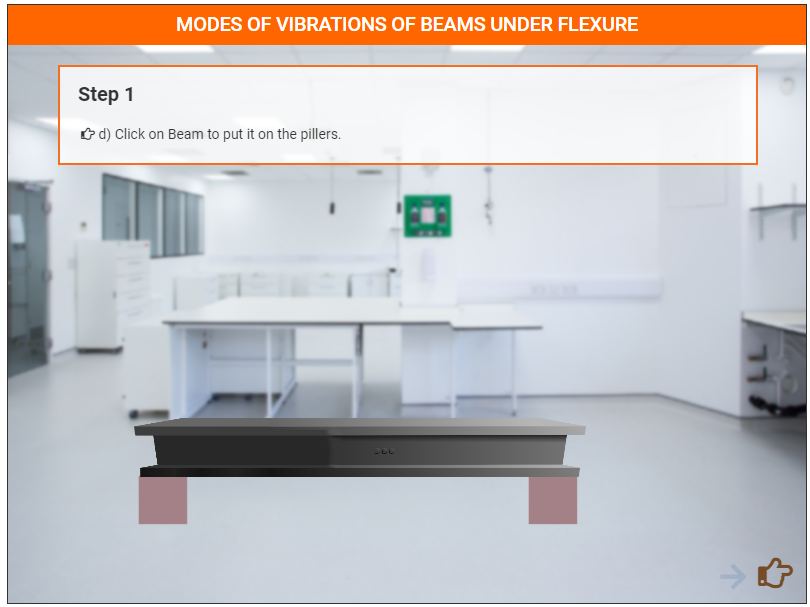 MODES OF VIBRATIONS OF BEAMS UNDER FLEXURE
Step 1
d) Click on Beam to put it on the pillers.